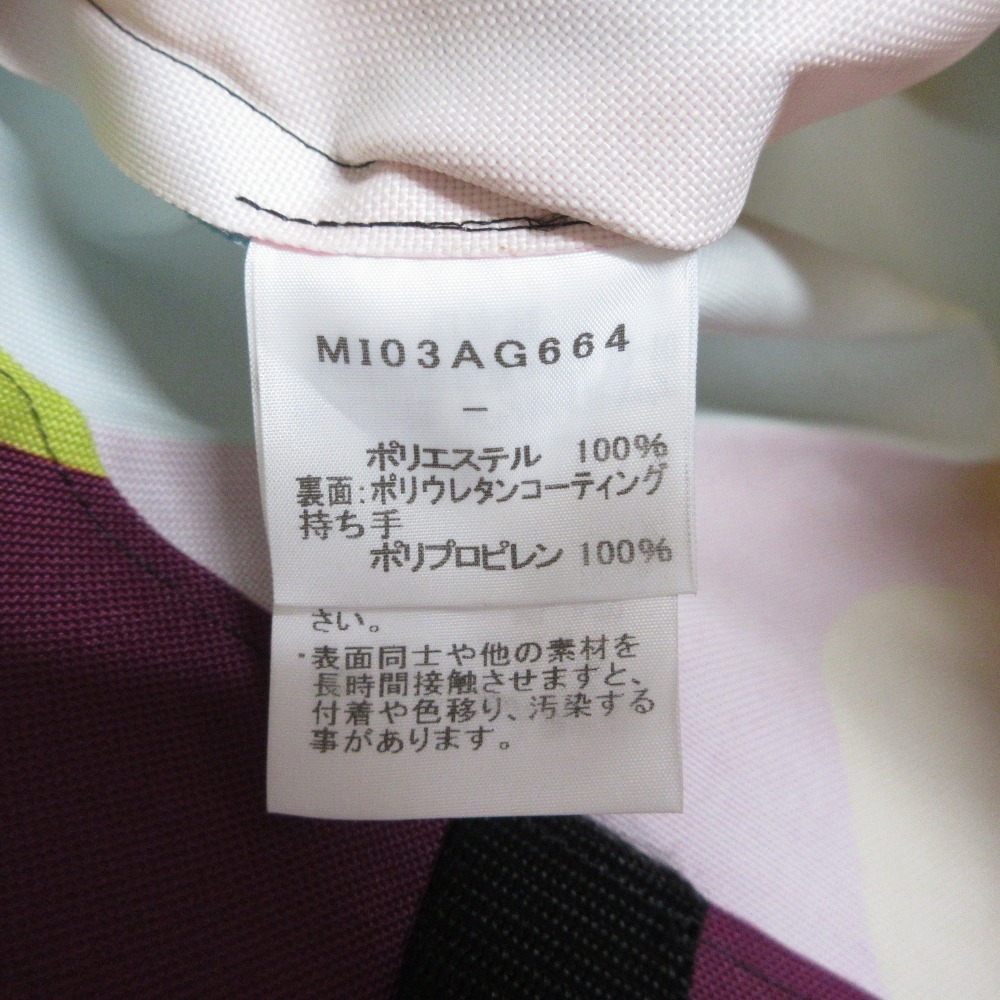 MI03AG664
－
ポリエステル 100%
裏面:ポリウレタンコーティング
持ち手
ポリプロピレン 100%
さい。
・表面同士や他の素材を
長時間接触させますと、
付着や色移り、汚染する
事があります。